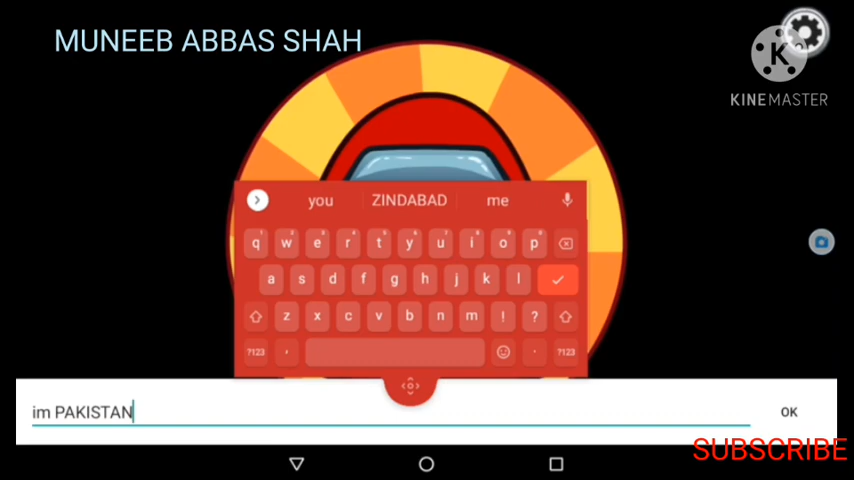 MUNEEB ABBAS SHAH
K
KINEMASTER
you ZINDABAD me
q w e r t y u i o p
a s d f g h j k l
z x c v b n m ! ?
?123 , . ?123
im PAKISTAN
OK
SUBSCRIBE